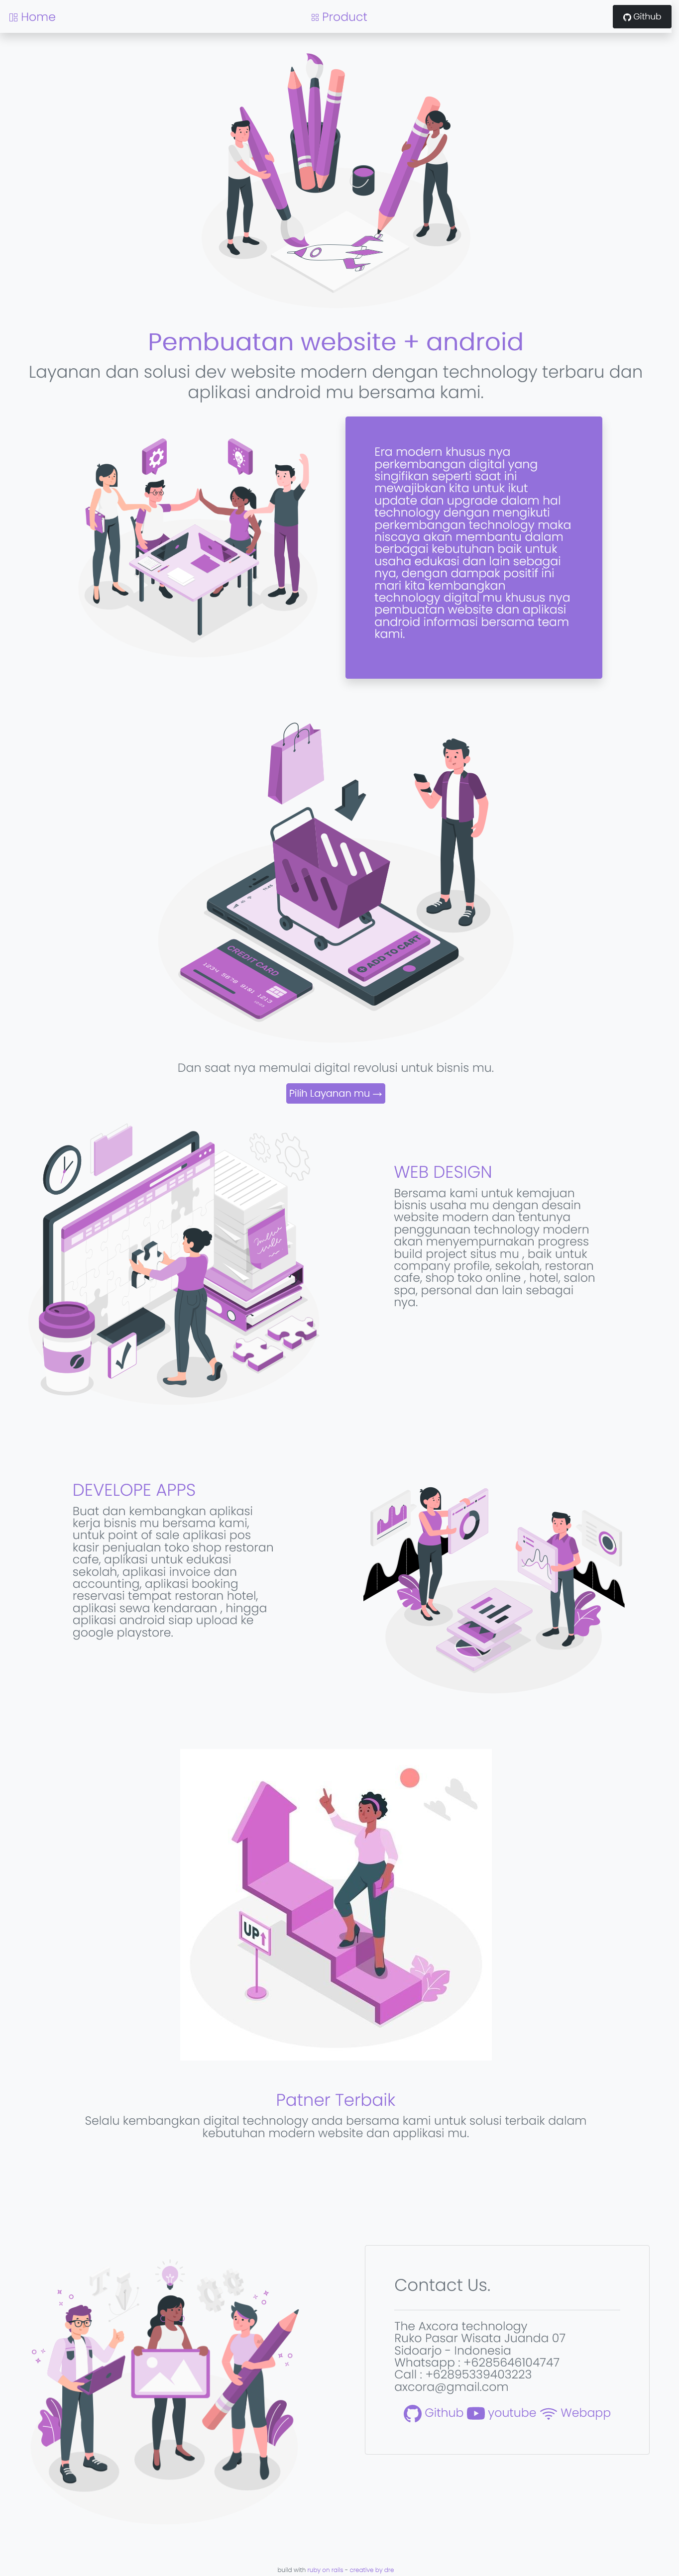 Home
Product
Github
Pembuatan website + android
Layanan dan solusi dev website modern dengan technology terbaru dan
aplikasi android mu bersama kami.
Era modern khusus nya
perkembangan digital yang
singifikan seperti saat ini
mewajibkan kita untuk ikut
update dan upgrade dalam hal
technology dengan mengikuti
perkembangan technology maka
niscaya akan membantu dalam
berbagai kebutuhan baik untuk
usaha edukasi dan lain sebagai
nya, dengan dampak positif ini
mari kita kembangkan
technology digital mu khusus nya
pembuatan website dan aplikasi
android informasi bersama team
kami.
ADD TO CART
CREDIT CARD
Dan saat nya memulai digital revolusi untuk bisnis mu.
Pilih Layanan mu →
WEB DESIGN
Bersama kami untuk kemajuan
bisnis usaha mu dengan desain
website modern dan tentunya
penggunaan technology modern
akan menyempurnakan progress
build project situs mu , baik untuk
company profile, sekolah, restoran
cafe, shop toko online , hotel, salon
spa, personal dan lain sebagai
nya.
DEVELOPE APPS
Buat dan kembangkan aplikasi
kerja bisnis mu bersama kami,
untuk point of sale aplikasi pos
kasir penjualan toko shop restoran
cafe, aplikasi untuk edukasi
sekolah, aplikasi invoice dan
accounting, aplikasi booking
reservasi tempat restoran hotel,
aplikasi sewa kendaraan , hingga
aplikasi android siap upload ke
google playstore.
UP
Patner Terbaik
Selalu kembangkan digital technology anda bersama kami untuk solusi terbaik dalam
kebutuhan modern website dan applikasi mu.
Contact Us.
The Axcora technology
Ruko Pasar Wisata Juanda 07
Sidoarjo - Indonesia
Whatsapp : +6285646104747
Call : +62895339403223
axcora@gmail.com
Github youtube Webapp
build with ruby on rails - creative by dre